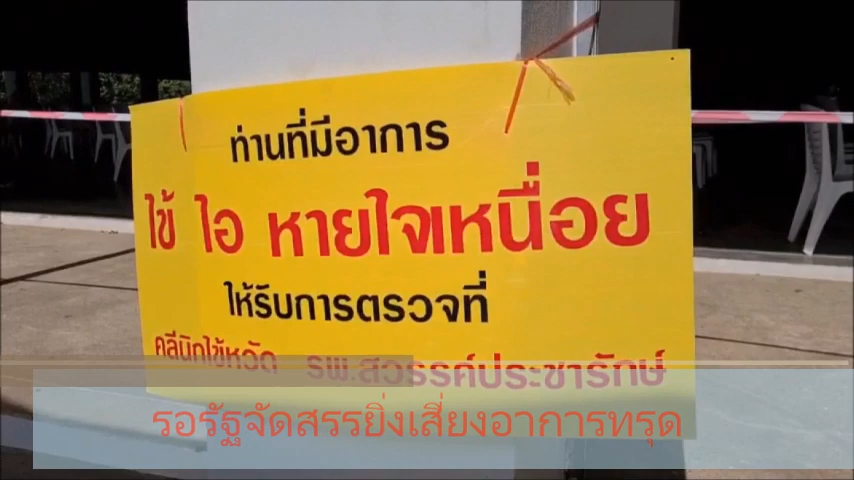 ท่านที่มีอาการ
ไข้ ไอ หายใจเหนื่อย
ให้รับการตรวจที่
คลีนิกไข้หวัด รพ.สวรรค์ประชารักษ์
รอรัฐจัดสรรยิ่งเสี่ยงอาการทรุด